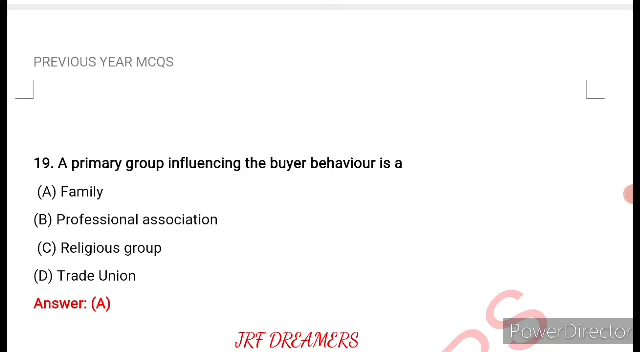 PREVIOUS YEAR MCQS
19. A primary group influencing the buyer behaviour is a
(A) Family
(B) Professional association
(C) Religious group
(D) Trade Union
Answer: (A)
JRF DREAMERS
PowerDirector